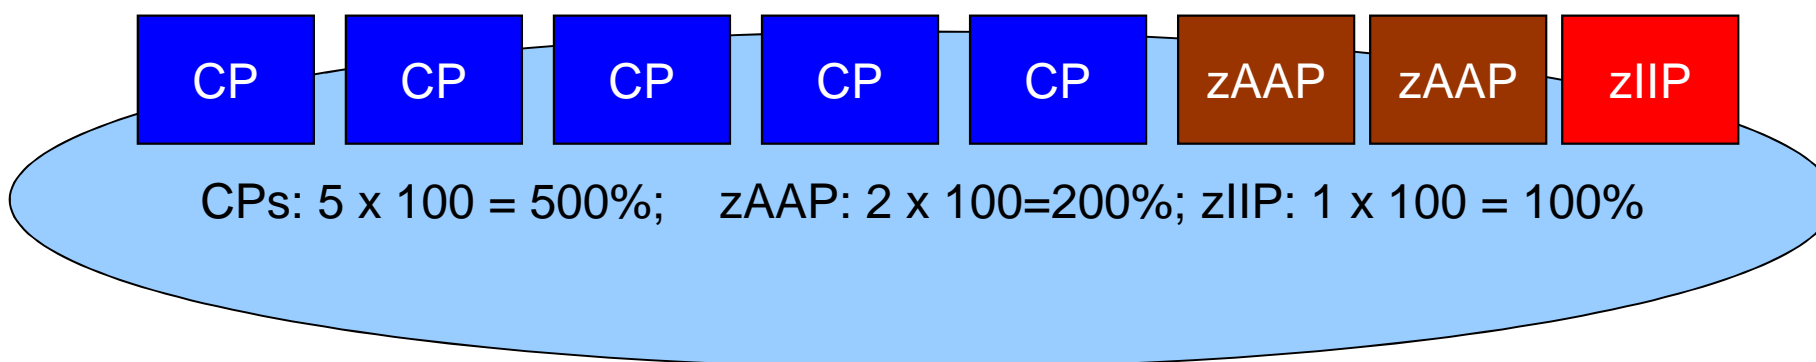 CP CP CP CP CP zAAP zAAP zIIP
CPs: 5 x 100 = 500%; zAAP: 2 x 100=200%; zIIP: 1 x 100 = 100%